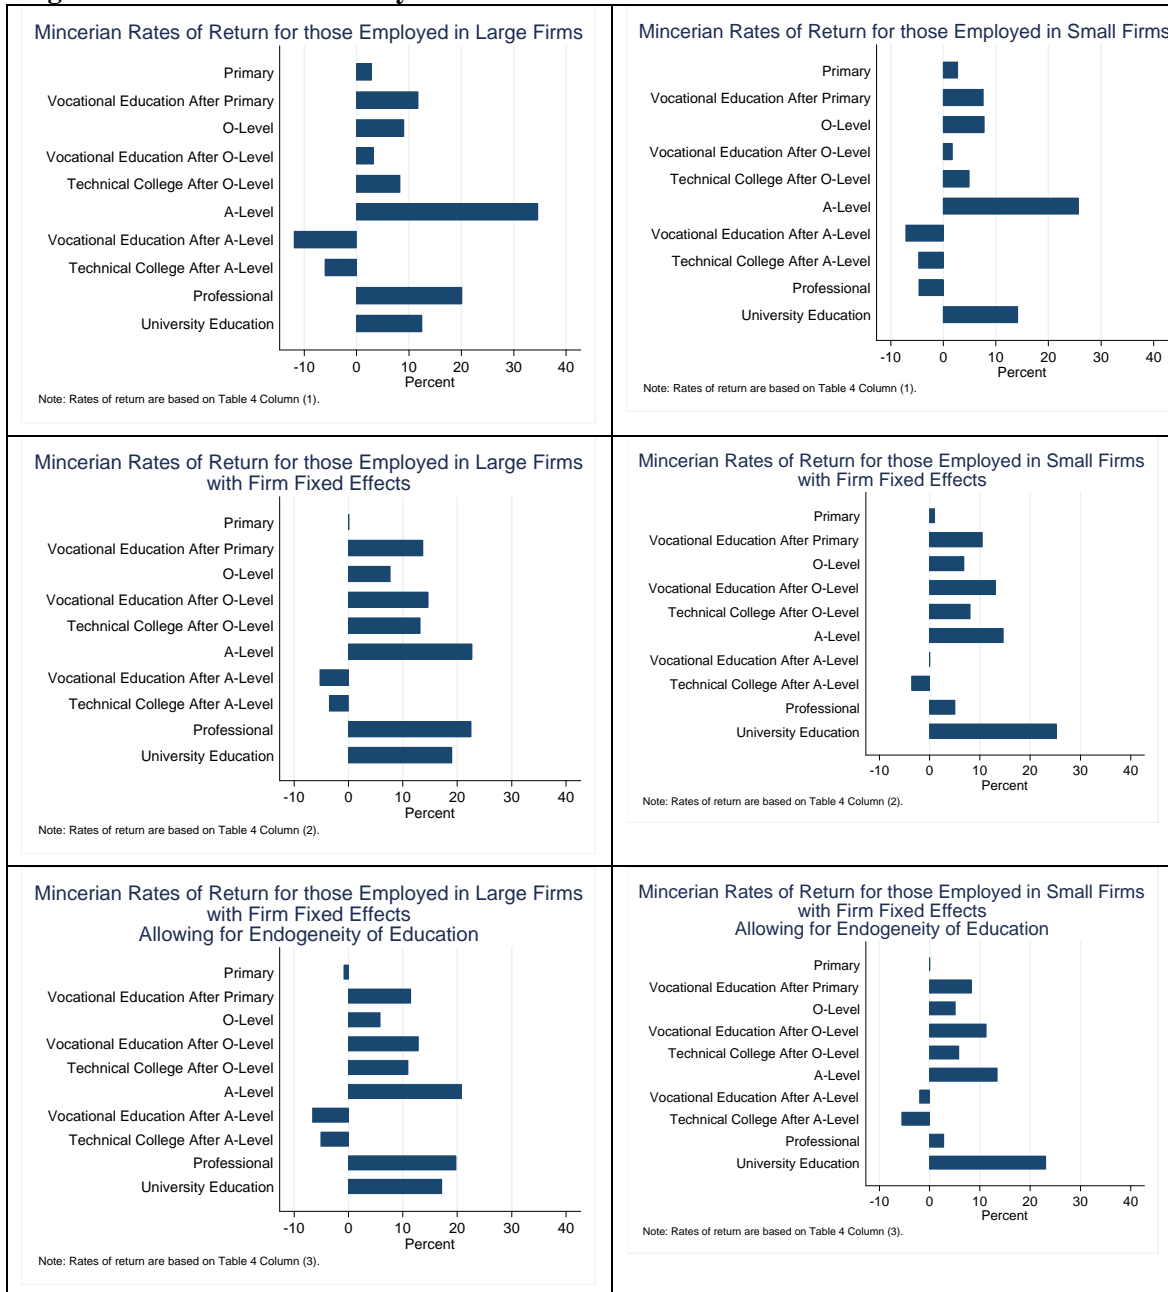 Mincerian Rates of Return for those Employed in Large Firms
Primary
Vocational Education After Primary
O-Level
Vocational Education After O-Level
Technical College After O-Level
A-Level
Vocational Education After A-Level
Technical College After A-Level
Professional
University Education
-10 0 10 20 30 40
Percent
Note: Rates of return are based on Table 4 Column (1).
Mincerian Rates of Return for those Employed in Small Firms
Primary
Vocational Education After Primary
O-Level
Vocational Education After O-Level
Technical College After O-Level
A-Level
Vocational Education After A-Level
Technical College After A-Level
Professional
University Education
-10 0 10 20 30 40
Percent
Note: Rates of return are based on Table 4 Column (1).
Mincerian Rates of Return for those Employed in Large Firms
with Firm Fixed Effects
Primary
Vocational Education After Primary
O-Level
Vocational Education After O-Level
Technical College After O-Level
A-Level
Vocational Education After A-Level
Technical College After A-Level
Professional
University Education
-10 0 10 20 30 40
Percent
Note: Rates of return are based on Table 4 Column (2).
Mincerian Rates of Return for those Employed in Small Firms
with Firm Fixed Effects
Primary
Vocational Education After Primary
O-Level
Vocational Education After O-Level
Technical College After O-Level
A-Level
Vocational Education After A-Level
Technical College After A-Level
Professional
University Education
-10 0 10 20 30 40
Percent
Note: Rates of return are based on Table 4 Column (2).
Mincerian Rates of Return for those Employed in Large Firms
with Firm Fixed Effects
Allowing for Endogeneity of Education
Primary
Vocational Education After Primary
O-Level
Vocational Education After O-Level
Technical College After O-Level
A-Level
Vocational Education After A-Level
Technical College After A-Level
Professional
University Education
-10 0 10 20 30 40
Percent
Note: Rates of return are based on Table 4 Column (3).
Mincerian Rates of Return for those Employed in Small Firms
with Firm Fixed Effects
Allowing for Endogeneity of Education
Primary
Vocational Education After Primary
O-Level
Vocational Education After O-Level
Technical College After O-Level
A-Level
Vocational Education After A-Level
Technical College After A-Level
Professional
University Education
-10 0 10 20 30 40
Percent
Note: Rates of return are based on Table 4 Column (3).